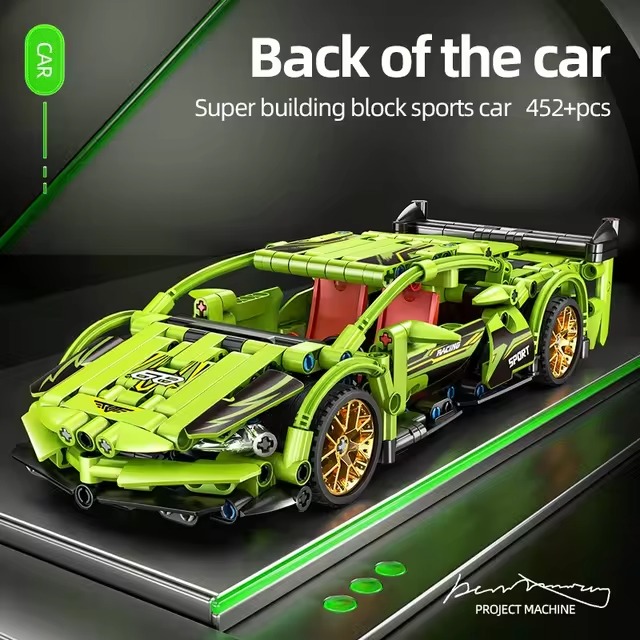 CAR
Back of the car
Super building block sports car 452+pcs
RACING
SPORT
PROJECT MACHINE